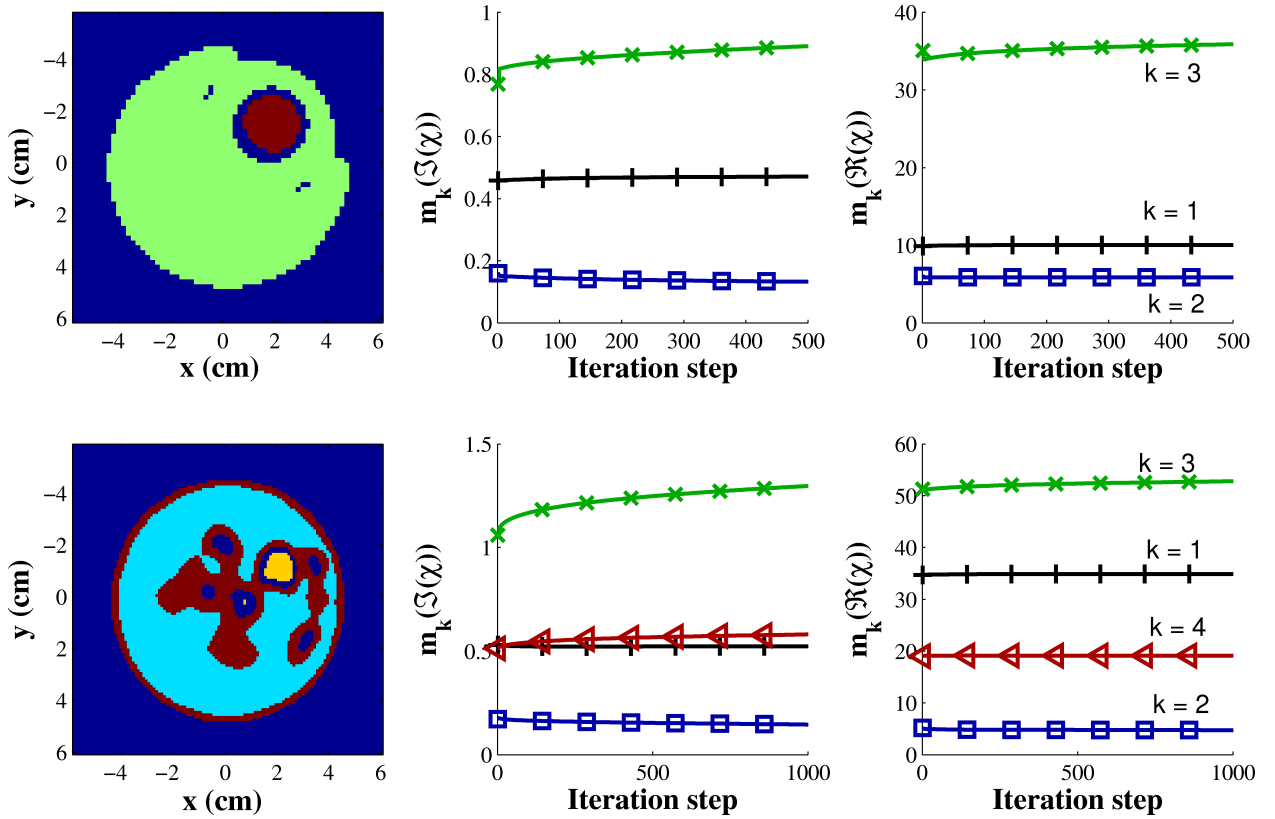 −4
−2
0
2
4
6
y (cm)
−4 −2 0 2 4 6
x (cm)
1
0.8
0.6
0.4
0.2
0
m_k(ℑ(χ))
0 100 200 300 400 500
Iteration step
40
30
20
10
0
m_k(ℜ(χ))
k = 3
k = 1
k = 2
0 100 200 300 400 500
Iteration step
−4
−2
0
2
4
6
y (cm)
−4 −2 0 2 4 6
x (cm)
1.5
1
0.5
0
m_k(ℑ(χ))
0 500 1000
Iteration step
60
50
40
30
20
10
0
m_k(ℜ(χ))
k = 3
k = 1
k = 4
k = 2
0 500 1000
Iteration step